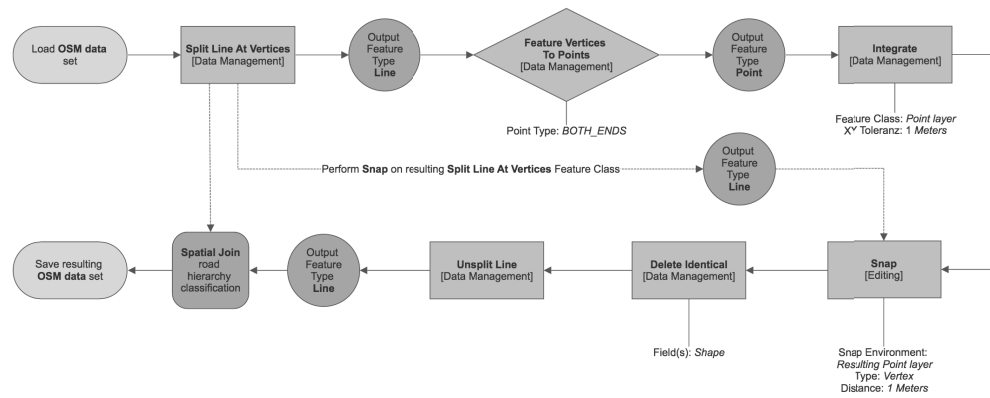 Load OSM data
set
Split Line At Vertices
[Data Management]
Output
Feature
Type
Line
Feature Vertices
To Points
[Data Management]
Point Type: BOTH_ENDS
Output
Feature
Type
Point
Integrate
[Data Management]
Feature Class: Point layer
XY Toleranz: 1 Meters
Perform Snap on resulting Split Line At Vertices Feature Class
Output
Feature
Type
Line
Save resulting
OSM data set
Spatial Join
road
hierarchy
classification
Output
Feature
Type
Line
Unsplit Line
[Data Management]
Delete Identical
[Data Management]
Field(s): Shape
Snap
[Editing]
Snap Environment:
Resulting Point layer
Type: Vertex
Distance: 1 Meters